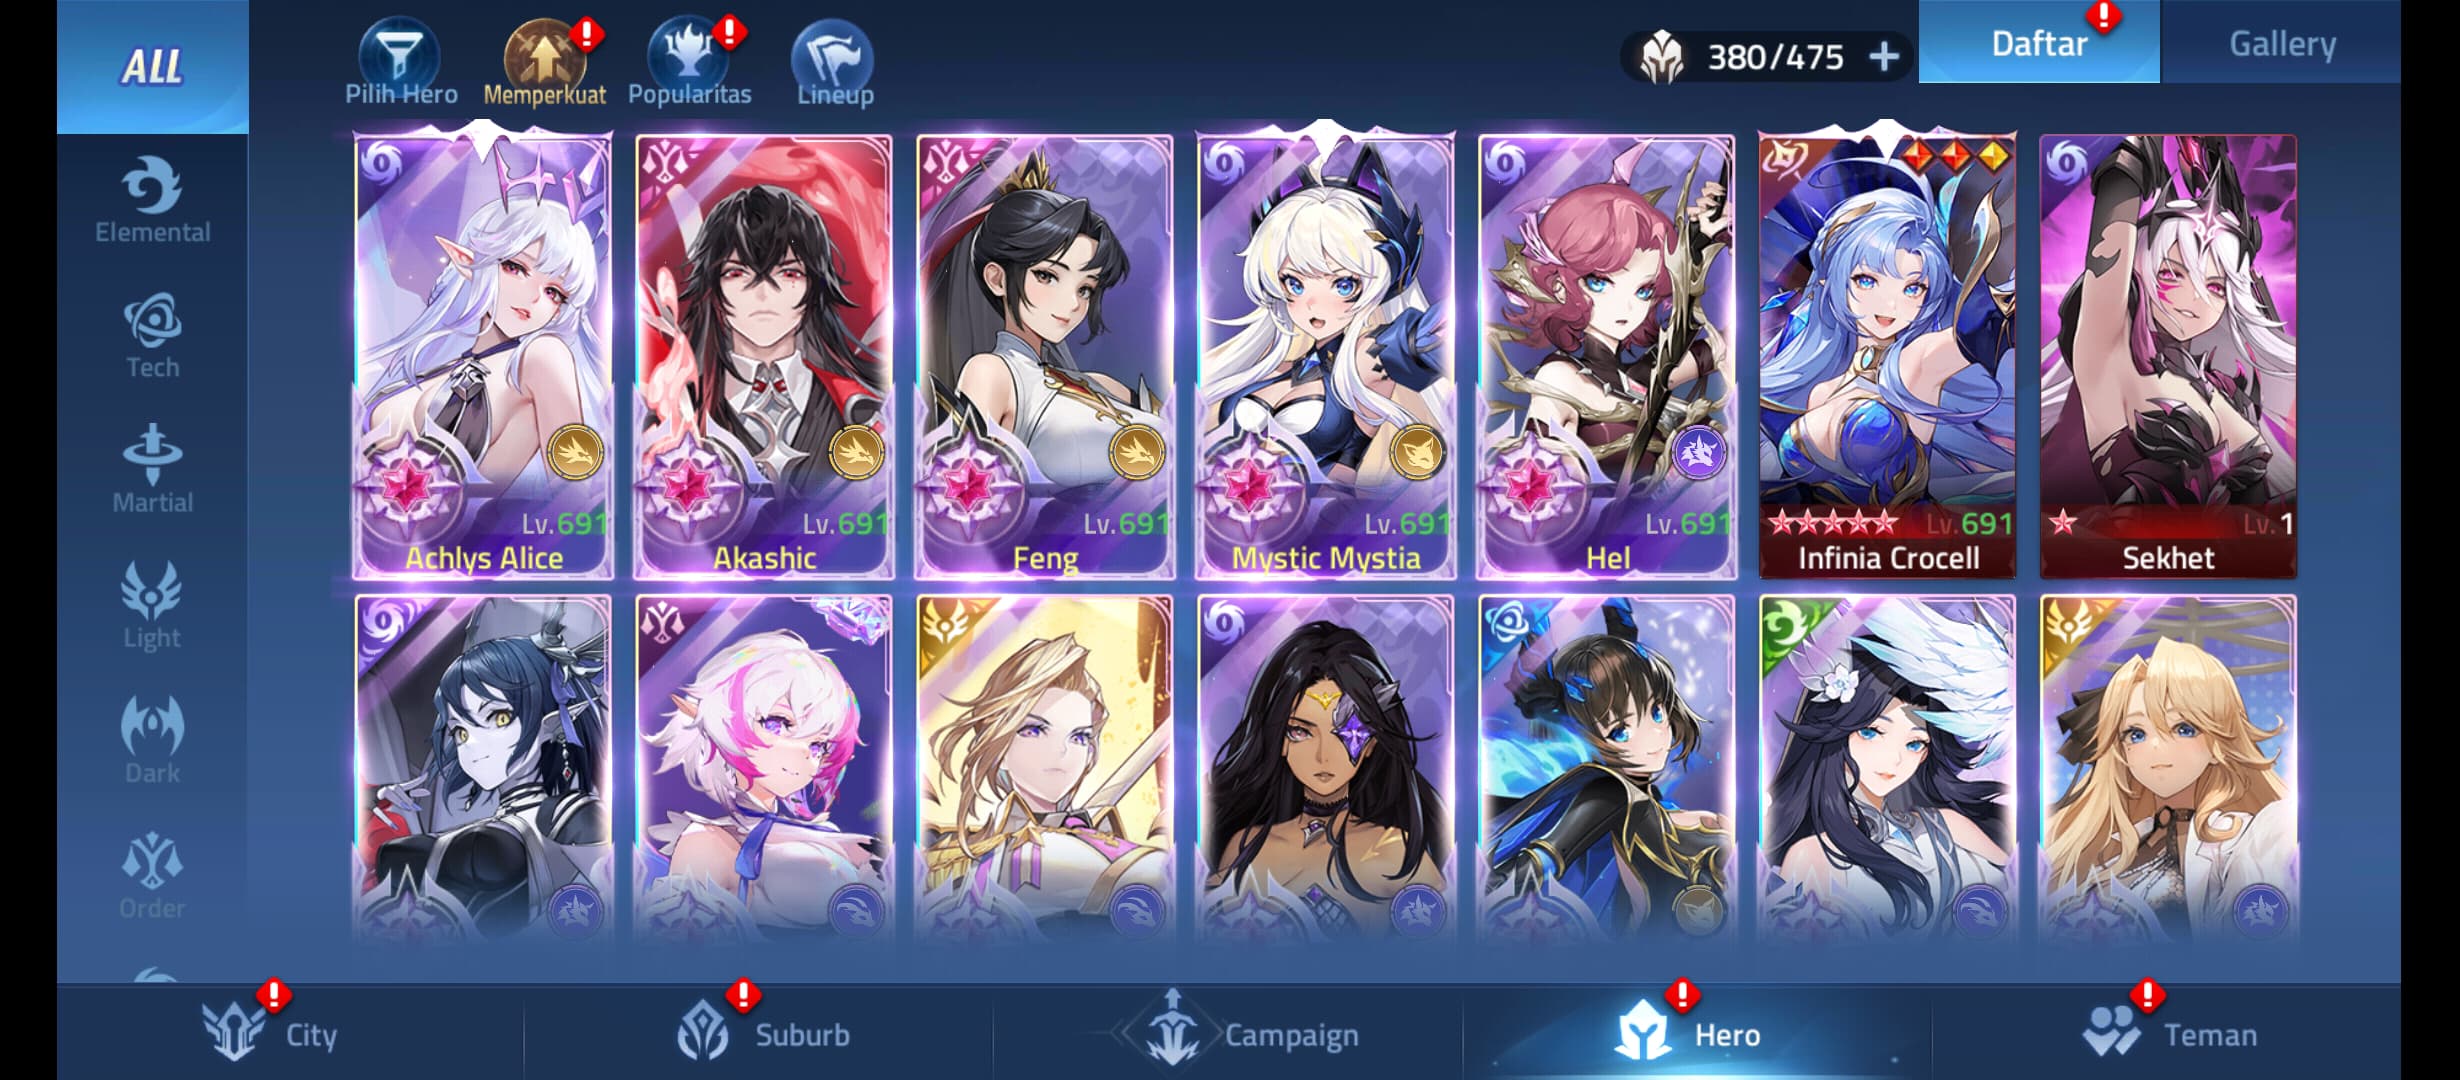 ALL
Pilih Hero
Memperkuat
Popularitas
Lineup
380/475
Daftar
Gallery
Elemental
Tech
Martial
Light
Dark
Order
Lv.691
Achlys Alice
Lv.691
Akashic
Lv.691
Feng
Lv.691
Mystic Mystia
Lv.691
Hel
Lv.691
Infinia Crocell
Lv.1
Sekhet
City
Suburb
Campaign
Hero
Teman